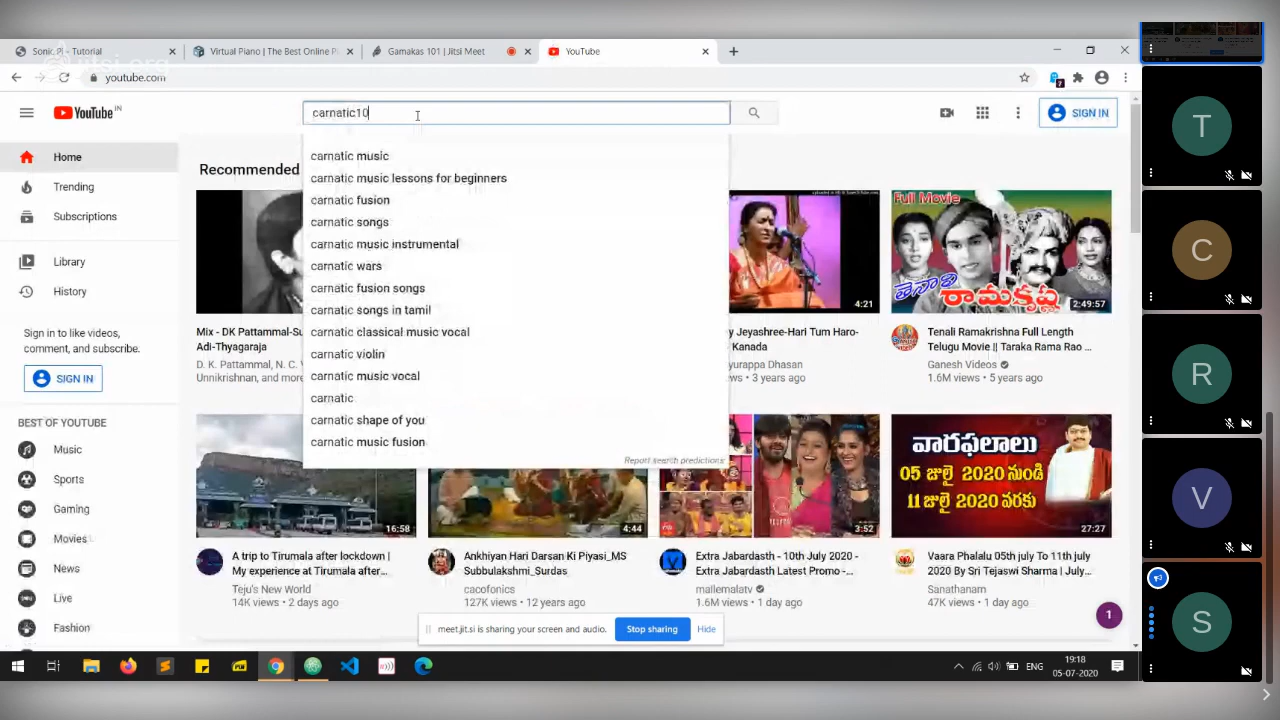 Sonic Pi - Tutorial
Virtual Piano | The Best Online P
Gamakas 101 | Jitsi Meet
YouTube
jitsi.org
youtube.com
YouTube IN
carnatic10
SIGN IN
Home
Trending
Subscriptions
Library
History
Sign in to like videos,
comment, and subscribe.
SIGN IN
BEST OF YOUTUBE
Music
Sports
Gaming
Movies
News
Live
Fashion
Recommended
carnatic music
carnatic music lessons for beginners
carnatic fusion
carnatic songs
carnatic music instrumental
carnatic wars
carnatic fusion songs
carnatic songs in tamil
carnatic classical music vocal
carnatic violin
carnatic music vocal
carnatic
carnatic shape of you
carnatic music fusion
Report search predictions
4:21
Full Movie
తెనాలి
రామకృష్ణ
2:49:57
Mix - DK Pattammal-Su
Adi-Thyagaraja
D. K. Pattammal, N. C.
Unnikrishnan, and more
y Jeyashree-Hari Tum Haro-
Kanada
yurappa Dhasan
ws • 3 years ago
Tenali Ramakrishna Full Length
Telugu Movie || Taraka Rama Rao ...
Ganesh Videos
1.6M views • 5 years ago
16:58
4:44
3:52
వారఫలాలు
05 జులై 2020 నుండి
11 జులై 2020 వరకు
27:27
A trip to Tirumala after lockdown |
My experience at Tirumala after...
Teju's New World
14K views • 2 days ago
Ankhiyan Hari Darsan Ki Piyasi_MS
Subbulakshmi_Surdas
cacofonics
127K views • 12 years ago
Extra Jabardasth - 10th July 2020 -
Extra Jabardasth Latest Promo -...
mallemalatv
1.6M views • 1 day ago
Vaara Phalalu 05th july To 11th july
2020 By Sri Tejaswi Sharma | July...
Sanathanam
47K views • 1 day ago
meet.jit.si is sharing your screen and audio.
Stop sharing
Hide
1
ENG
19:18
05-07-2020
T
C
R
V
S